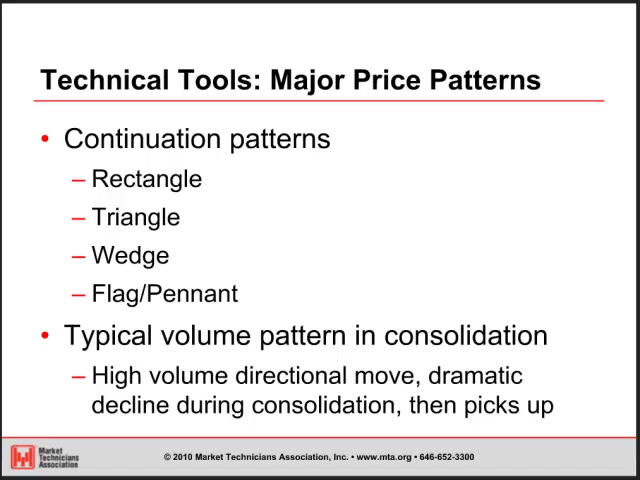 Technical Tools: Major Price Patterns
• Continuation patterns
– Rectangle
– Triangle
– Wedge
– Flag/Pennant
• Typical volume pattern in consolidation
– High volume directional move, dramatic
decline during consolidation, then picks up
Market
Technicians
Association
© 2010 Market Technicians Association, Inc. • www.mta.org • 646-652-3300